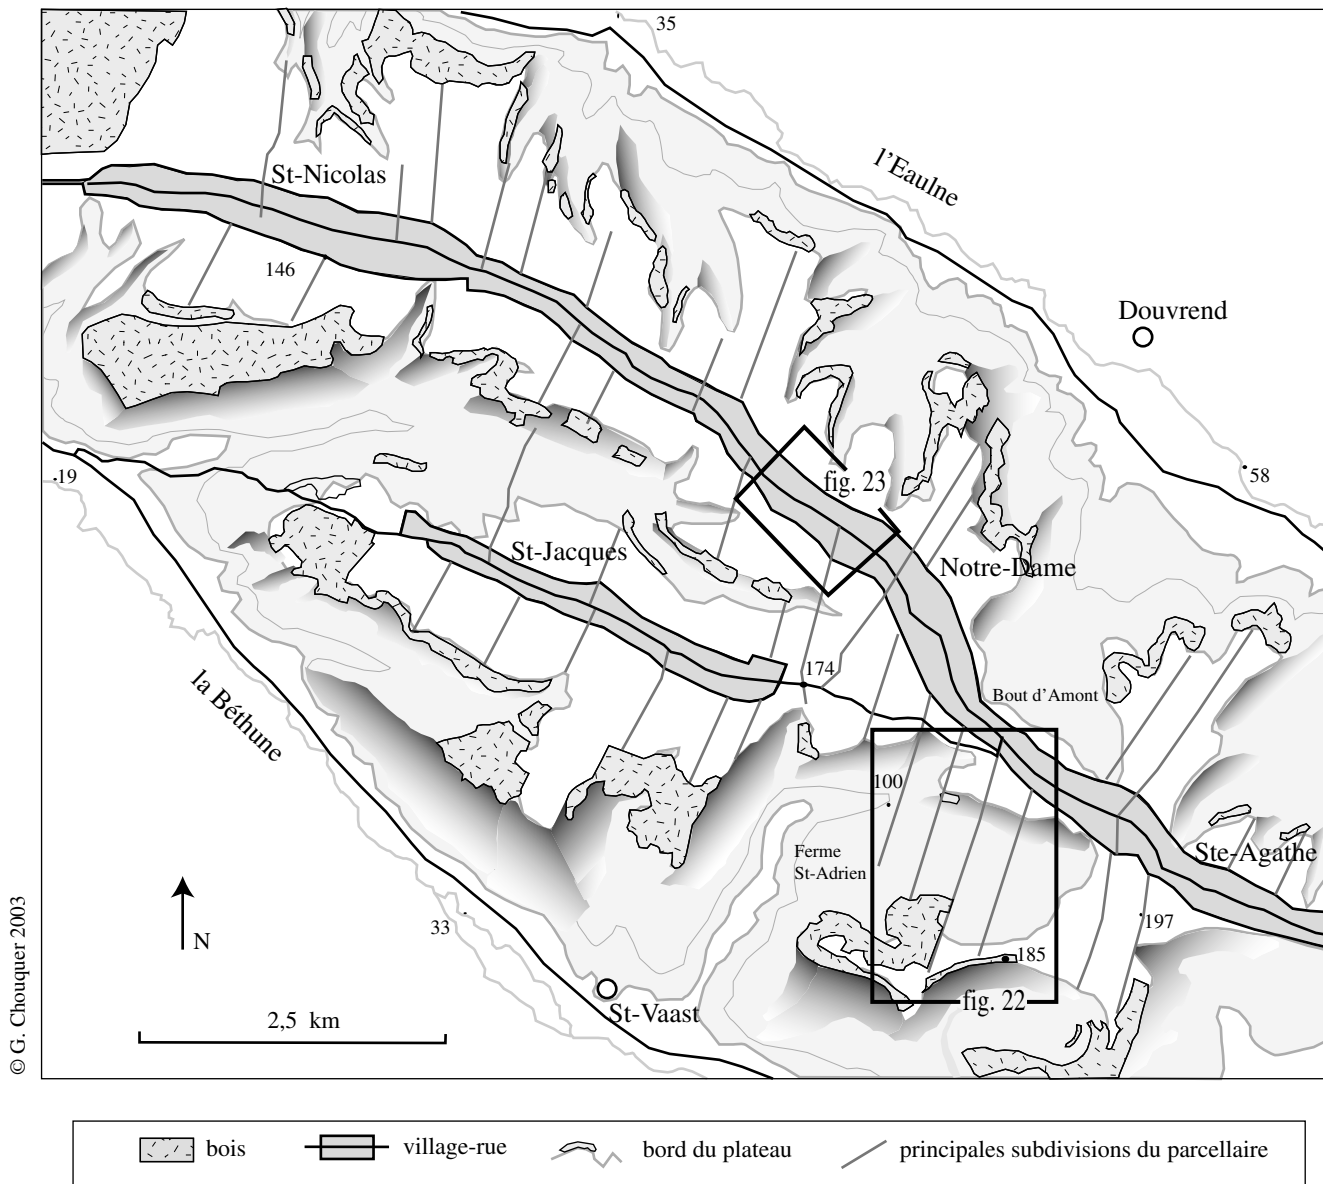 35
l'Eaulne
St-Nicolas
146
Douvrend
19
fig. 23
58
St-Jacques
Notre-Dame
174
la Béthune
Bout d'Amont
100
Ferme
St-Adrien
Ste-Agathe
197
33
N
185
fig. 22
St-Vaast
2,5 km
© G. Chouquer 2003
bois
village-rue
bord du plateau
principales subdivisions du parcellaire